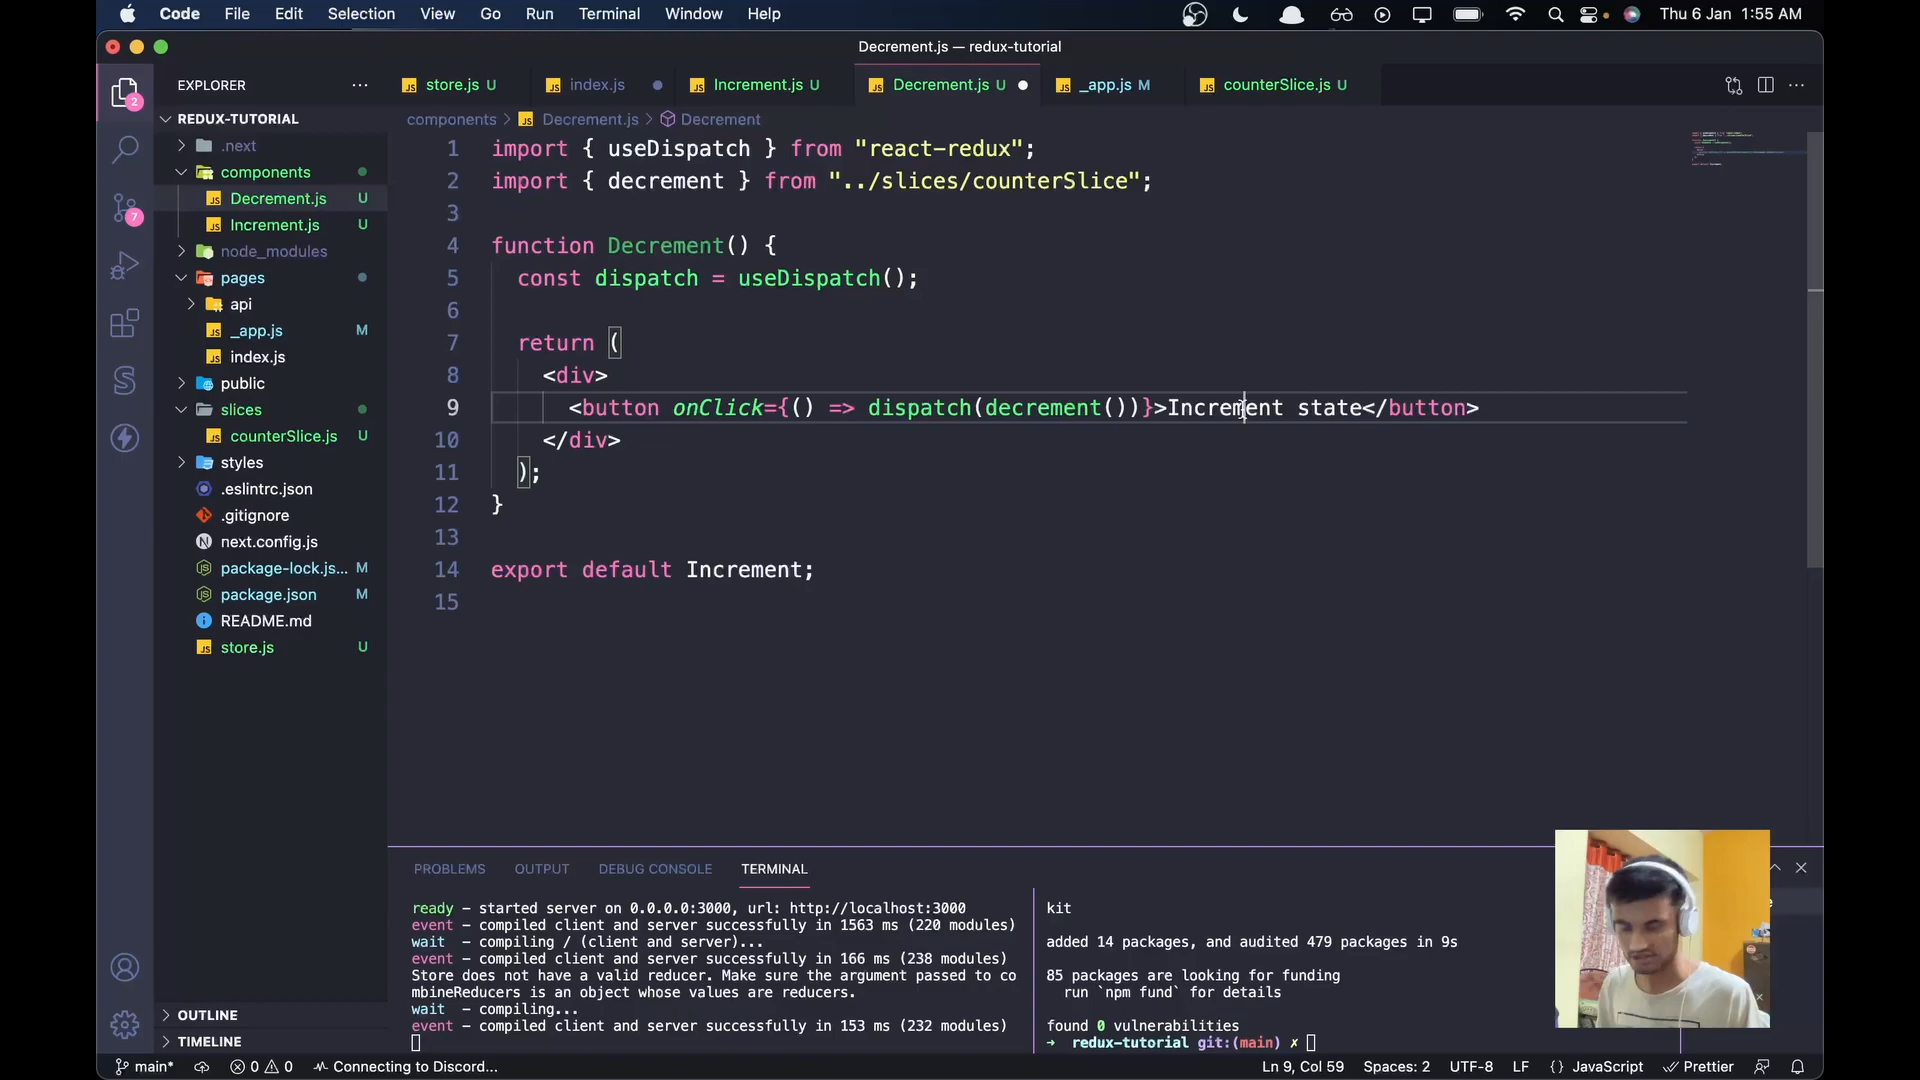 Code File Edit Selection View Go Run Terminal Window Help Thu 6 Jan 1:55 AM
Decrement.js — redux-tutorial
EXPLORER
store.js U index.js Increment.js U Decrement.js U _app.js M counterSlice.js U
components > Decrement.js > Decrement
2
7
REDUX-TUTORIAL
.next
components
Decrement.js U
Increment.js U
node_modules
pages
api
_app.js M
index.js
public
slices
counterSlice.js U
styles
.eslintrc.json
.gitignore
next.config.js
package-lock.js... M
package.json M
README.md
store.js U
OUTLINE
TIMELINE
1 import { useDispatch } from "react-redux";
2 import { decrement } from "../slices/counterSlice";
3
4 function Decrement() {
5 const dispatch = useDispatch();
6
7 return (
8 <div>
9 <button onClick={() => dispatch(decrement())}>Increment state</button>
10 </div>
11 );
12 }
13
14 export default Increment;
15
PROBLEMS OUTPUT DEBUG CONSOLE TERMINAL
ready - started server on 0.0.0.0:3000, url: http://localhost:3000
event - compiled client and server successfully in 1563 ms (220 modules)
wait - compiling / (client and server)...
event - compiled client and server successfully in 166 ms (238 modules)
Store does not have a valid reducer. Make sure the argument passed to co
mbineReducers is an object whose values are reducers.
wait - compiling...
event - compiled client and server successfully in 153 ms (232 modules)
kit
added 14 packages, and audited 479 packages in 9s
85 packages are looking for funding
run `npm fund` for details
found 0 vulnerabilities
→ redux-tutorial git:(main) ✗
main* 0 0 Connecting to Discord... Ln 9, Col 59 Spaces: 2 UTF-8 LF {} JavaScript Prettier